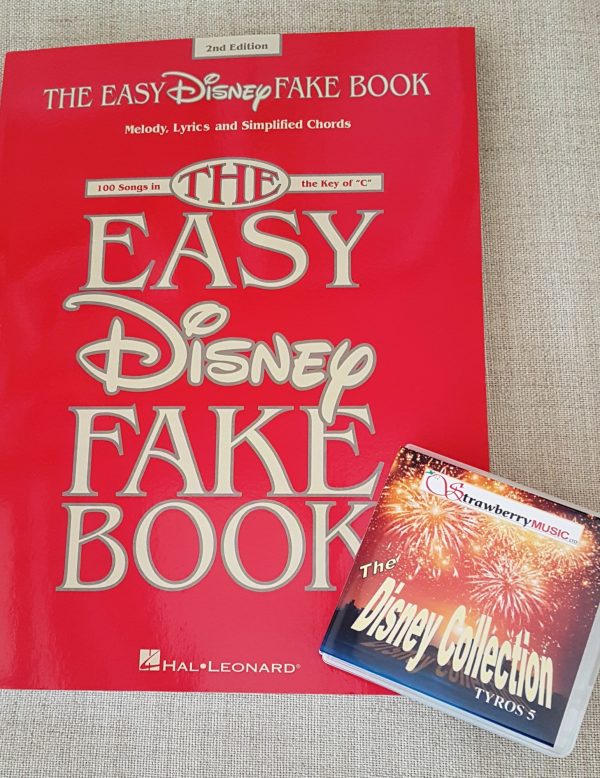 2nd Edition
THE EASY Disney FAKE BOOK
Melody, Lyrics and Simplified Chords
100 Songs in THE the Key of "C"
EASY
Disney
FAKE
BOOK
HAL•LEONARD®
StrawberryMUSIC LTD
The
Disney Collection
TYROS 5